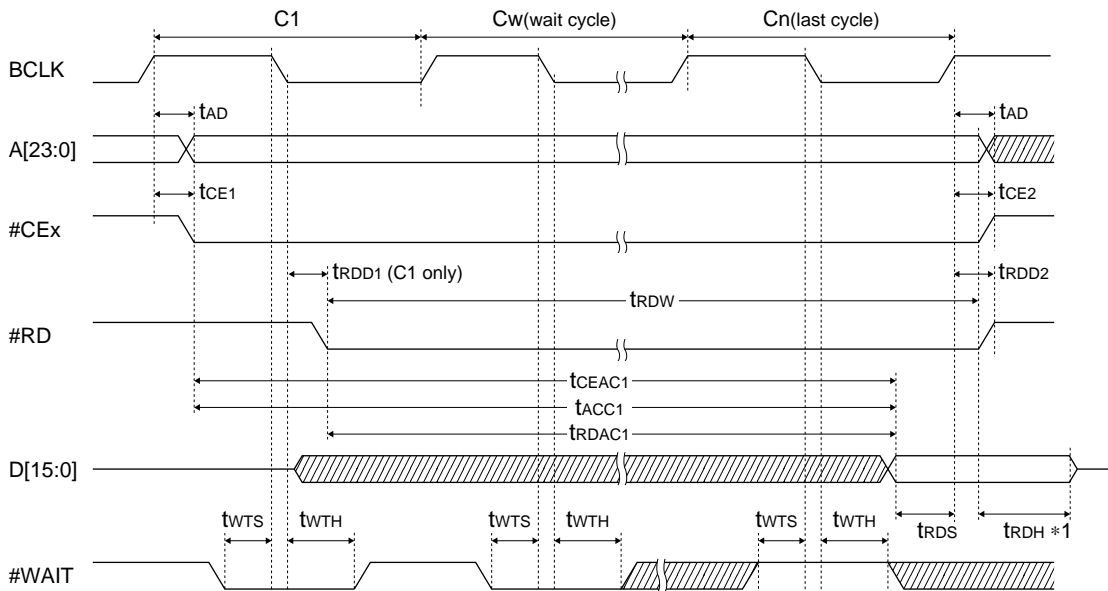 C1 Cw(wait cycle) Cn(last cycle)
BCLK
tAD tAD
A[23:0]
tCE1 tCE2
#CEx
tRDD1 (C1 only) tRDD2
tRDW
#RD
tCEAC1
tACC1
tRDAC1
D[15:0]
tWTS tWTH tWTS tWTH tWTS tWTH tRDS tRDH *1
#WAIT